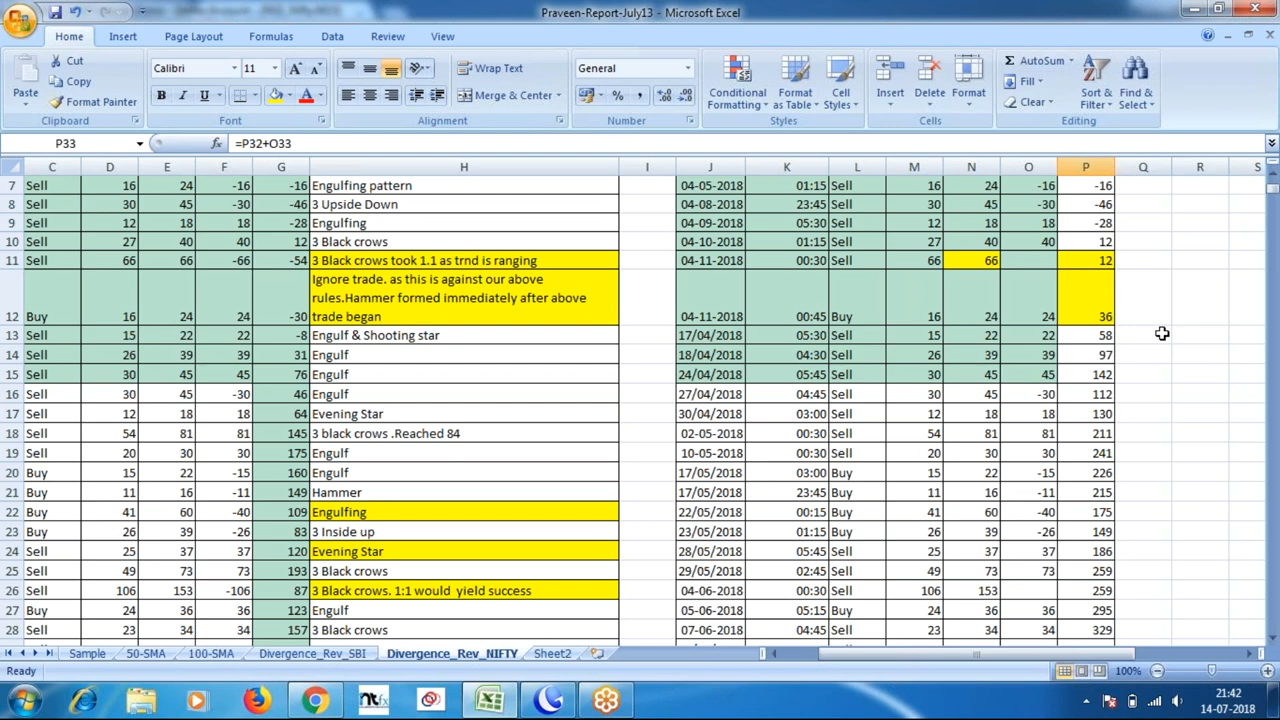 Praveen-Report-July13 - Microsoft Excel
Home Insert Page Layout Formulas Data Review View
Cut
Copy
Format Painter
Paste
Clipboard
Calibri 11
B I U
Font
Wrap Text
Merge & Center
Alignment
General
Number
Conditional Formatting
Format as Table
Cell Styles
Styles
Insert Delete Format
Cells
AutoSum
Fill
Clear
Sort & Filter
Find & Select
Editing
P33 fx =P32+O33
C D E F G H I J K L M N O P Q R S
7 Sell 16 24 -16 -16 Engulfing pattern 04-05-2018 01:15 Sell 16 24 -16 -16
8 Sell 30 45 -30 -46 3 Upside Down 04-08-2018 23:45 Sell 30 45 -30 -46
9 Sell 12 18 18 -28 Engulfing 04-09-2018 05:30 Sell 12 18 18 -28
10 Sell 27 40 40 12 3 Black crows 04-10-2018 01:15 Sell 27 40 40 12
11 Sell 66 66 -66 -54 3 Black crows took 1.1 as trnd is ranging 04-11-2018 00:30 Sell 66 66 12
Ignore trade. as this is against our above
rules.Hammer formed immediately after above
12 Buy 16 24 24 -30 trade began 04-11-2018 00:45 Buy 16 24 24 36
13 Sell 15 22 22 -8 Engulf & Shooting star 17/04/2018 05:30 Sell 15 22 22 58
14 Sell 26 39 39 31 Engulf 18/04/2018 04:30 Sell 26 39 39 97
15 Sell 30 45 45 76 Engulf 24/04/2018 05:45 Sell 30 45 45 142
16 Sell 30 45 -30 46 Engulf 27/04/2018 04:45 Sell 30 45 -30 112
17 Sell 12 18 18 64 Evening Star 30/04/2018 03:00 Sell 12 18 18 130
18 Sell 54 81 81 145 3 black crows .Reached 84 02-05-2018 00:30 Sell 54 81 81 211
19 Sell 20 30 30 175 Engulf 10-05-2018 00:30 Sell 20 30 30 241
20 Buy 15 22 -15 160 Engulf 17/05/2018 03:00 Buy 15 22 -15 226
21 Buy 11 16 -11 149 Hammer 17/05/2018 23:45 Buy 11 16 -11 215
22 Buy 41 60 -40 109 Engulfing 22/05/2018 00:15 Buy 41 60 -40 175
23 Buy 26 39 -26 83 3 Inside up 23/05/2018 01:15 Buy 26 39 -26 149
24 Sell 25 37 37 120 Evening Star 28/05/2018 05:45 Sell 25 37 37 186
25 Sell 49 73 73 193 3 Black crows 29/05/2018 02:45 Sell 49 73 73 259
26 Sell 106 153 -106 87 3 Black crows. 1:1 would yield success 04-06-2018 00:30 Sell 106 153 259
27 Buy 24 36 36 123 Engulf 05-06-2018 05:15 Buy 24 36 36 295
28 Sell 23 34 34 157 3 Black crows 07-06-2018 04:45 Sell 23 34 34 329
Sample 50-SMA 100-SMA Divergence_Rev_SBI Divergence_Rev_NIFTY Sheet2
Ready 100%
21:42
14-07-2018